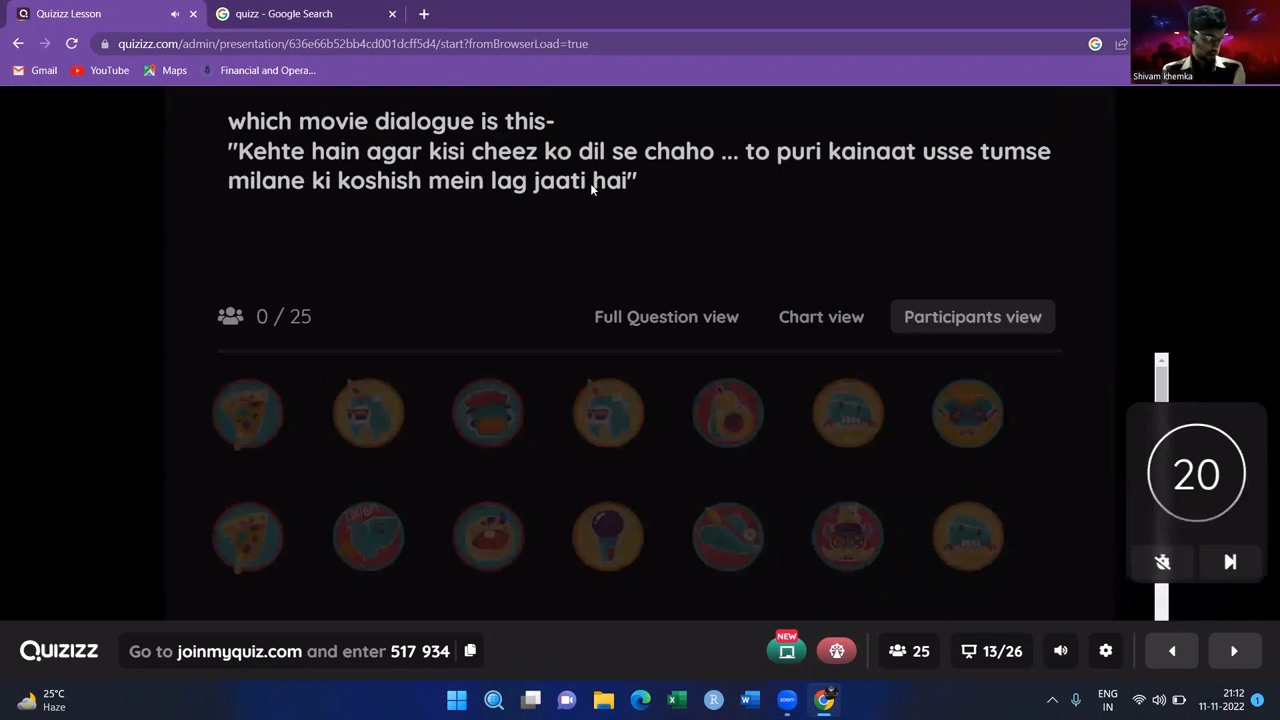 Quizizz Lesson
quizz - Google Search
quizizz.com/admin/presentation/636e66b52bb4cd001dcff5d4/start?fromBrowserLoad=true
Gmail
YouTube
Maps
Financial and Opera...
Shivam khemka
which movie dialogue is this-
"Kehte hain agar kisi cheez ko dil se chaho ... to puri kainaat usse tumse
milane ki koshish mein lag jaati hai"
0 / 25
Full Question view
Chart view
Participants view
20
QUIZIZZ
Go to joinmyquiz.com and enter 517 934
NEW
25
13/26
25°C
Haze
ENG
IN
21:12
11-11-2022
1